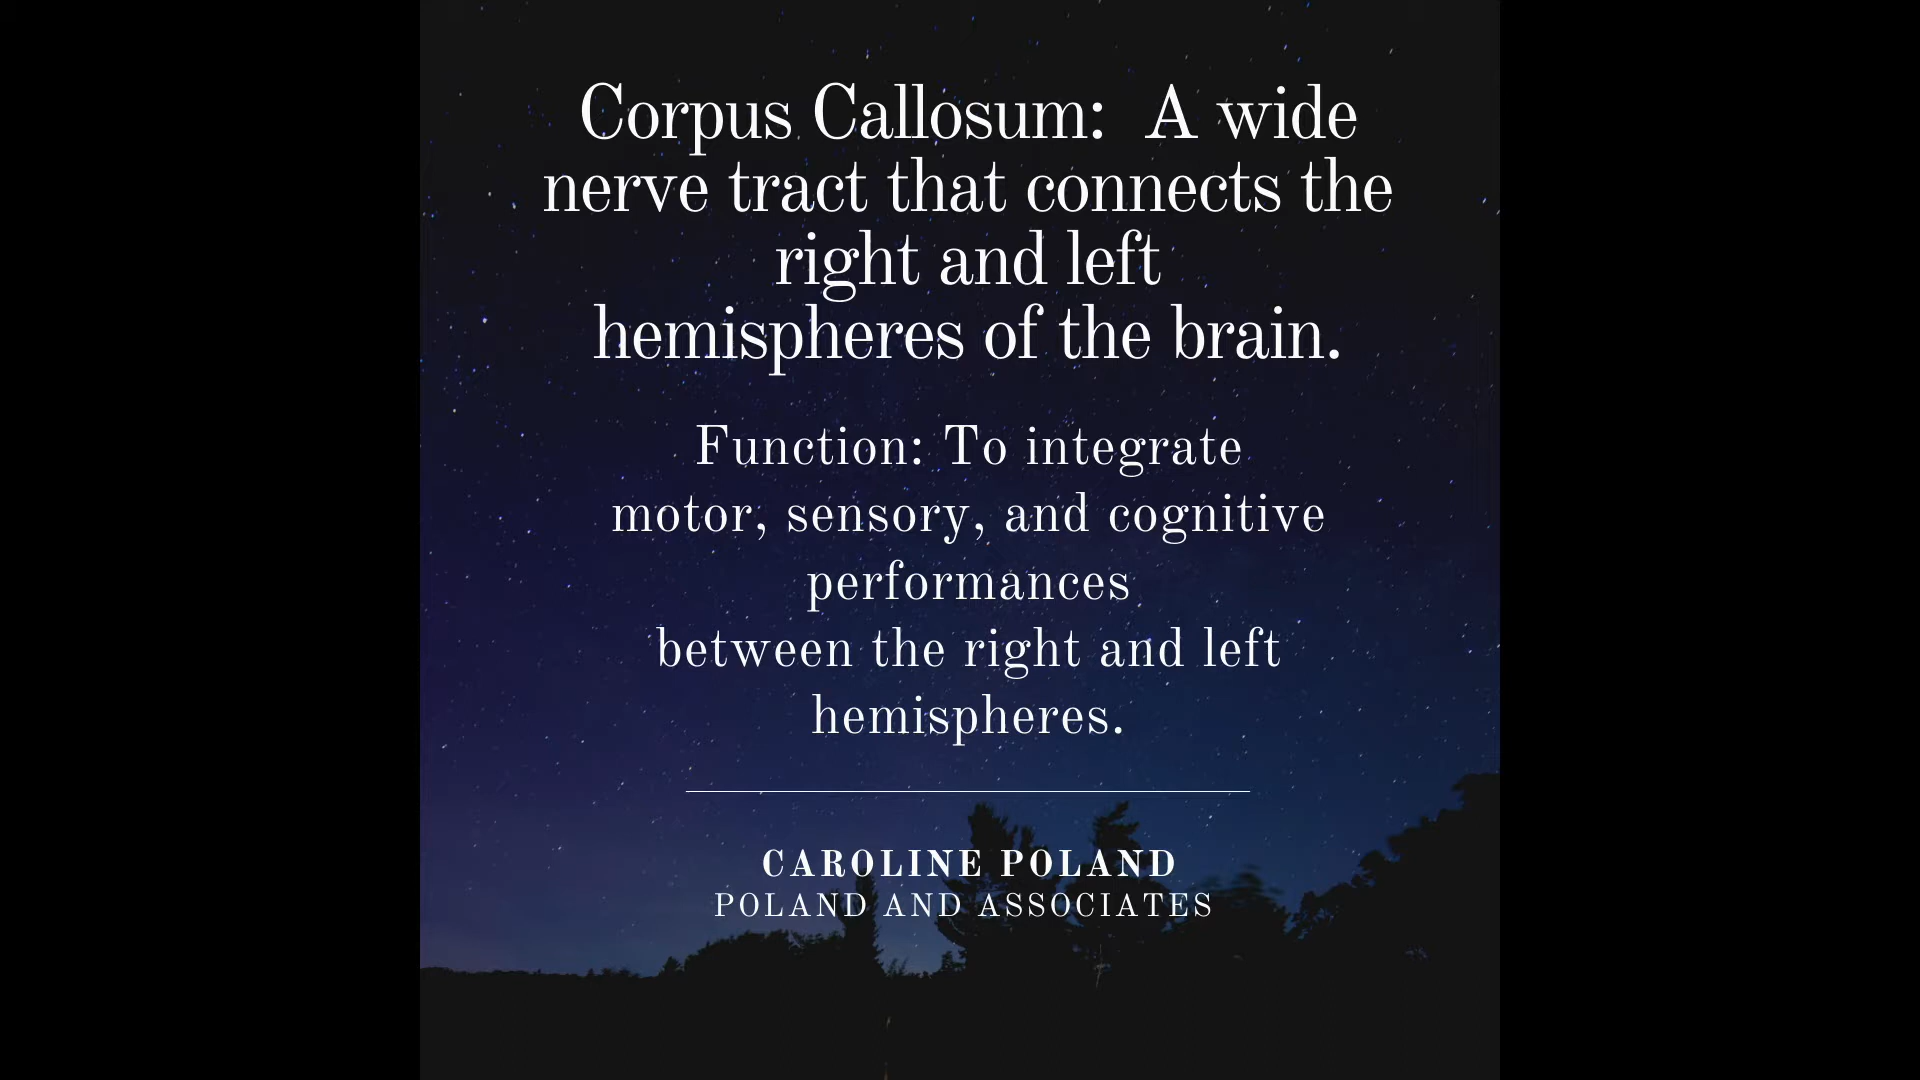 Corpus Callosum:  A wide
nerve tract that connects the
right and left
hemispheres of the brain.
Function: To integrate
motor, sensory, and cognitive
performances
between the right and left
hemispheres.
CAROLINE POLAND
POLAND AND ASSOCIATES